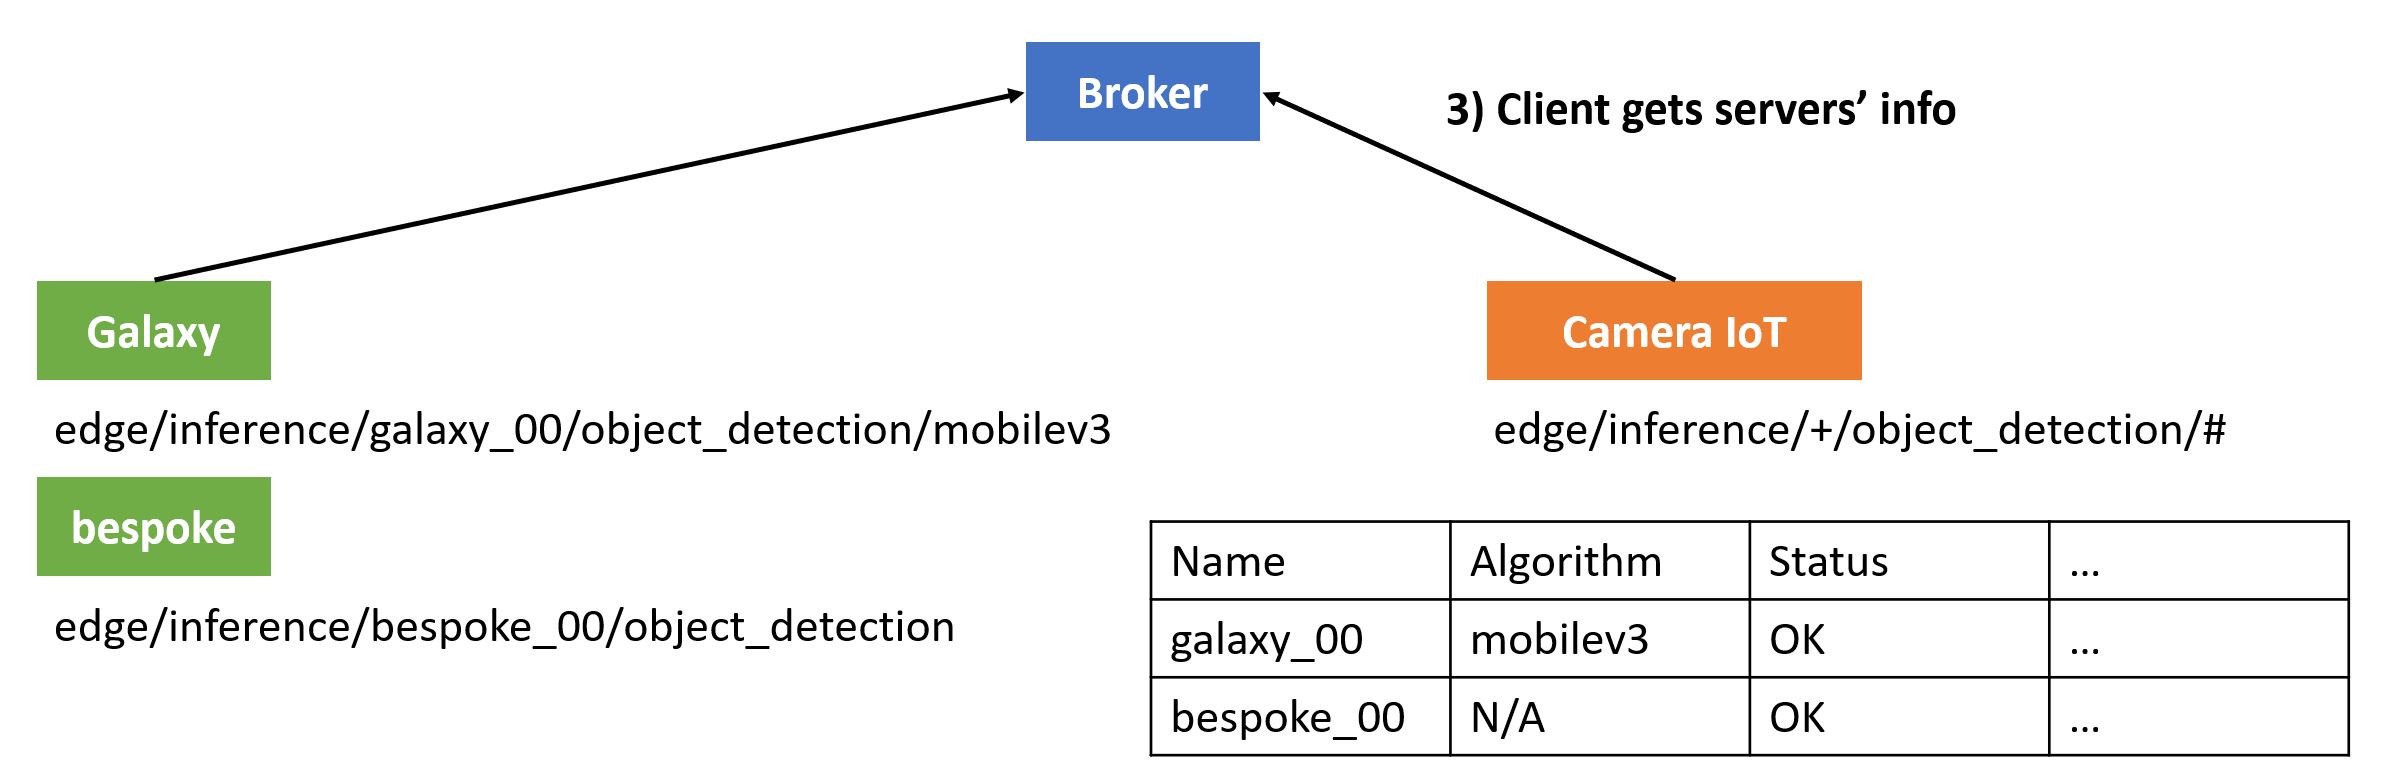 Broker
3) Client gets servers’ info
Galaxy
Camera IoT
edge/inference/galaxy_00/object_detection/mobilev3
edge/inference/+/object_detection/#
bespoke
edge/inference/bespoke_00/object_detection
Name Algorithm Status ...
galaxy_00 mobilev3 OK ...
bespoke_00 N/A OK ...